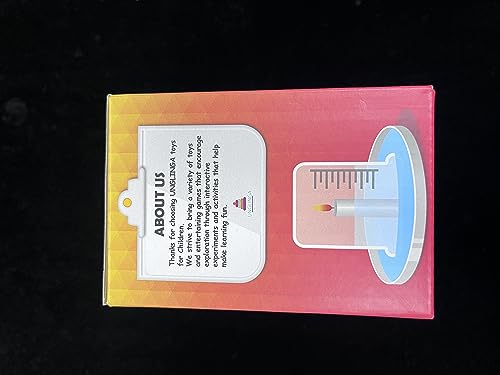 ABOUT US
Thanks for choosing UNGLINGA toys
for Children.
We strive to bring a variety of toys
and entertaining games that encourage
exploration through interactive
experiments and activities that help
make learning fun.